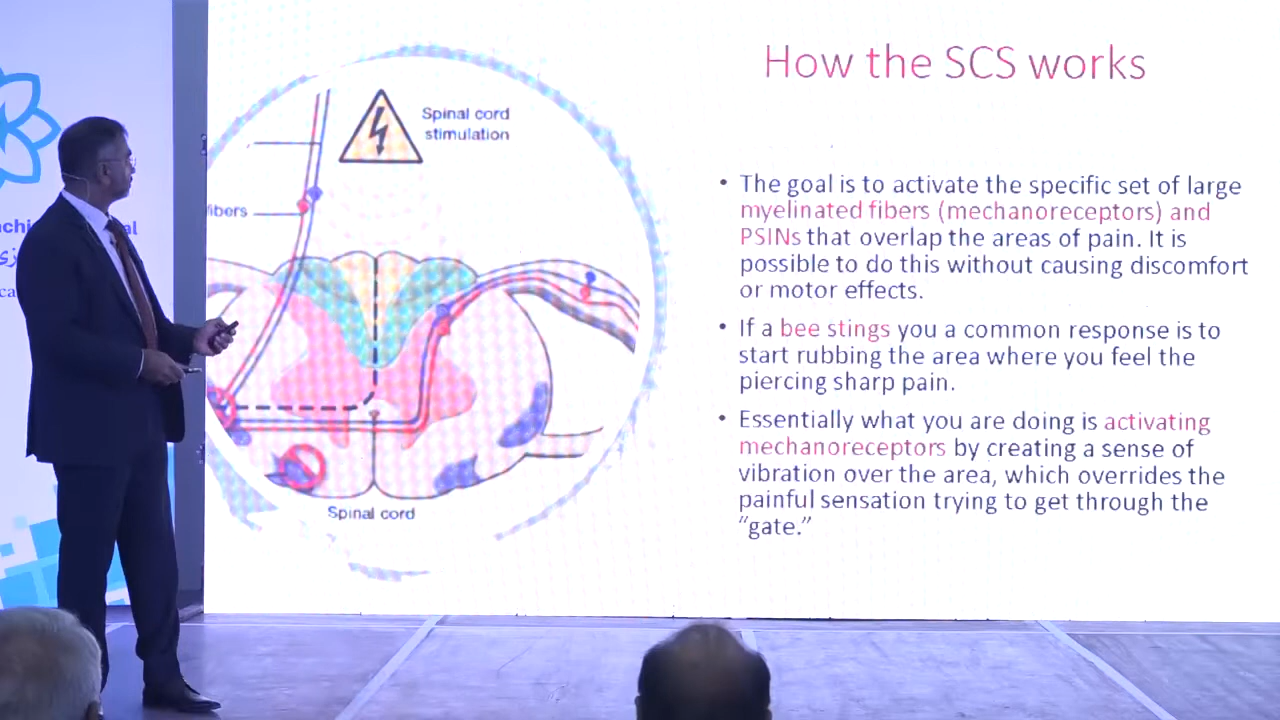 How the SCS works
Spinal cord
stimulation
fibers
• The goal is to activate the specific set of large
myelinated fibers (mechanoreceptors) and
PSINs that overlap the areas of pain. It is
possible to do this without causing discomfort
or motor effects.
• If a bee stings you a common response is to
start rubbing the area where you feel the
piercing sharp pain.
• Essentially what you are doing is activating
mechanoreceptors by creating a sense of
vibration over the area, which overrides the
painful sensation trying to get through the
“gate.”
Spinal cord